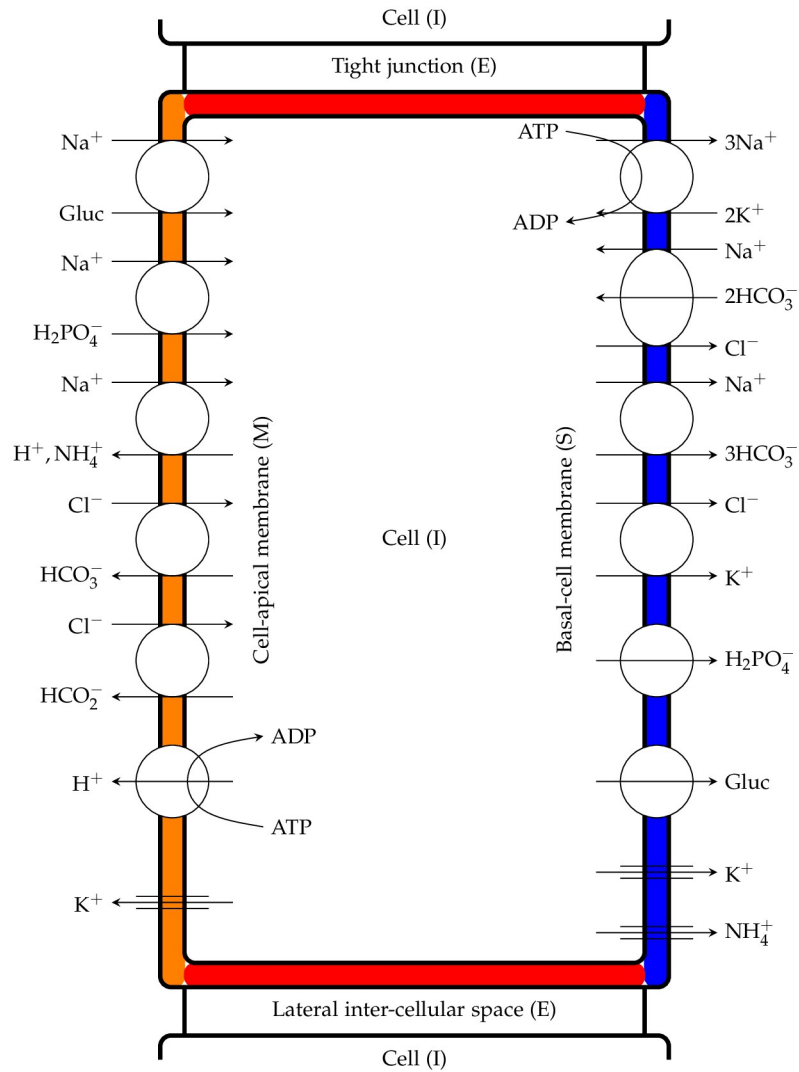 Cell (I)
Tight junction (E)
Na⁺
Gluc
Na⁺
H₂PO₄⁻
Na⁺
H⁺, NH₄⁺
Cl⁻
HCO₃⁻
Cl⁻
HCO₂⁻
H⁺
ADP
ATP
K⁺
Cell-apical membrane (M)
Cell (I)
Basal-cell membrane (S)
ATP
ADP
3Na⁺
2K⁺
Na⁺
2HCO₃⁻
Cl⁻
Na⁺
3HCO₃⁻
Cl⁻
K⁺
H₂PO₄⁻
Gluc
K⁺
NH₄⁺
Lateral inter-cellular space (E)
Cell (I)